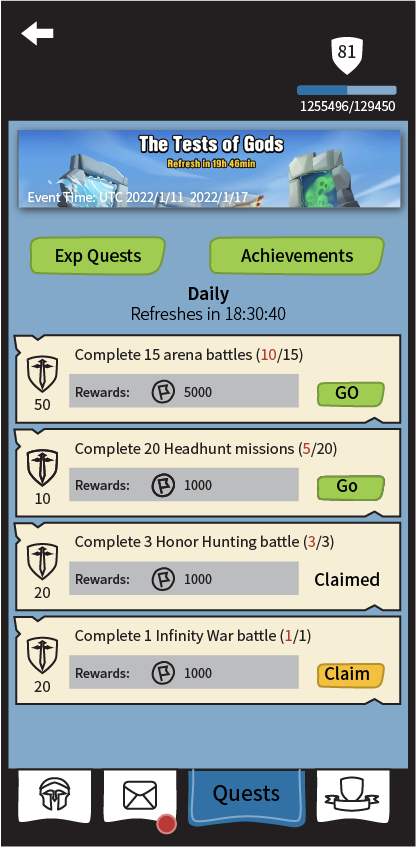 81
1255496/129450
The Tests of Gods
Refresh in 19h 46min
Event Time: UTC 2022/1/11 2022/1/17
Exp Quests
Achievements
Daily
Refreshes in 18:30:40
Complete 15 arena battles (10/15)
50
Rewards: 5000
GO
Complete 20 Headhunt missions (5/20)
10
Rewards: 1000
Go
Complete 3 Honor Hunting battle (3/3)
20
Rewards: 1000
Claimed
Complete 1 Infinity War battle (1/1)
20
Rewards: 1000
Claim
Quests